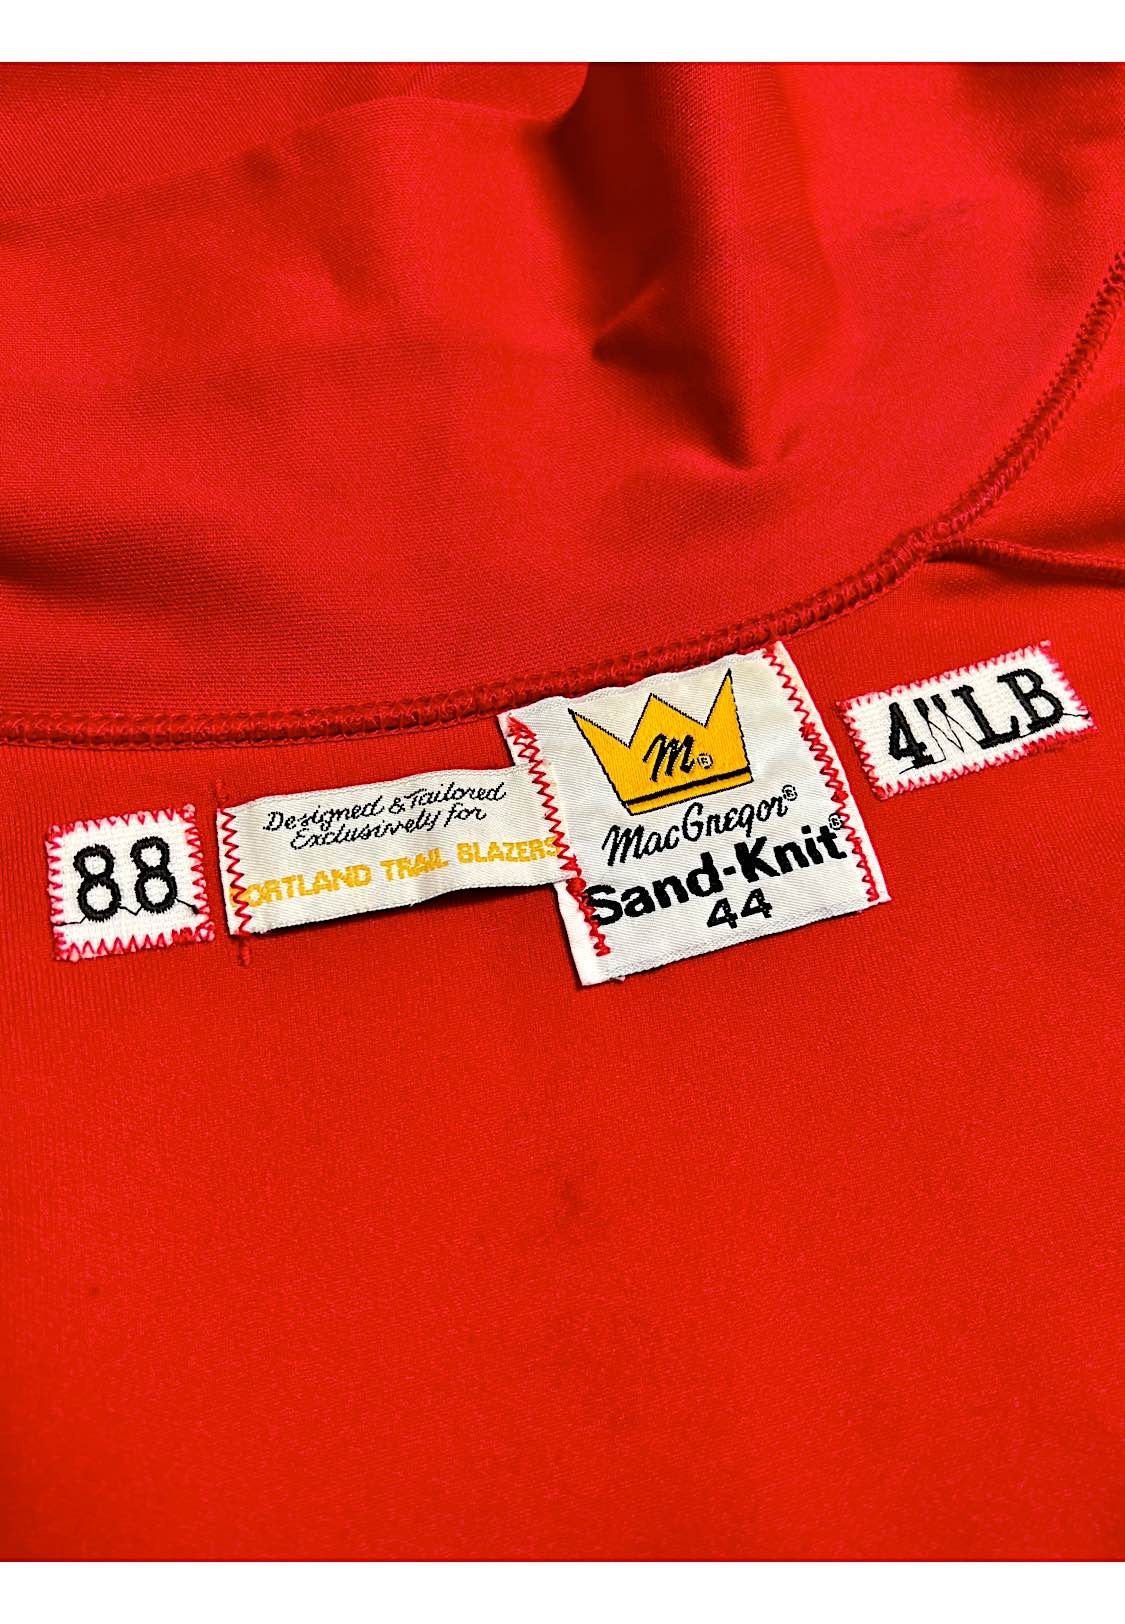 88
Designed & Tailored
Exclusively for
ORTLAND TRAIL BLAZERS
M®
MacGregor®
Sand-Knit®
44
4" LB